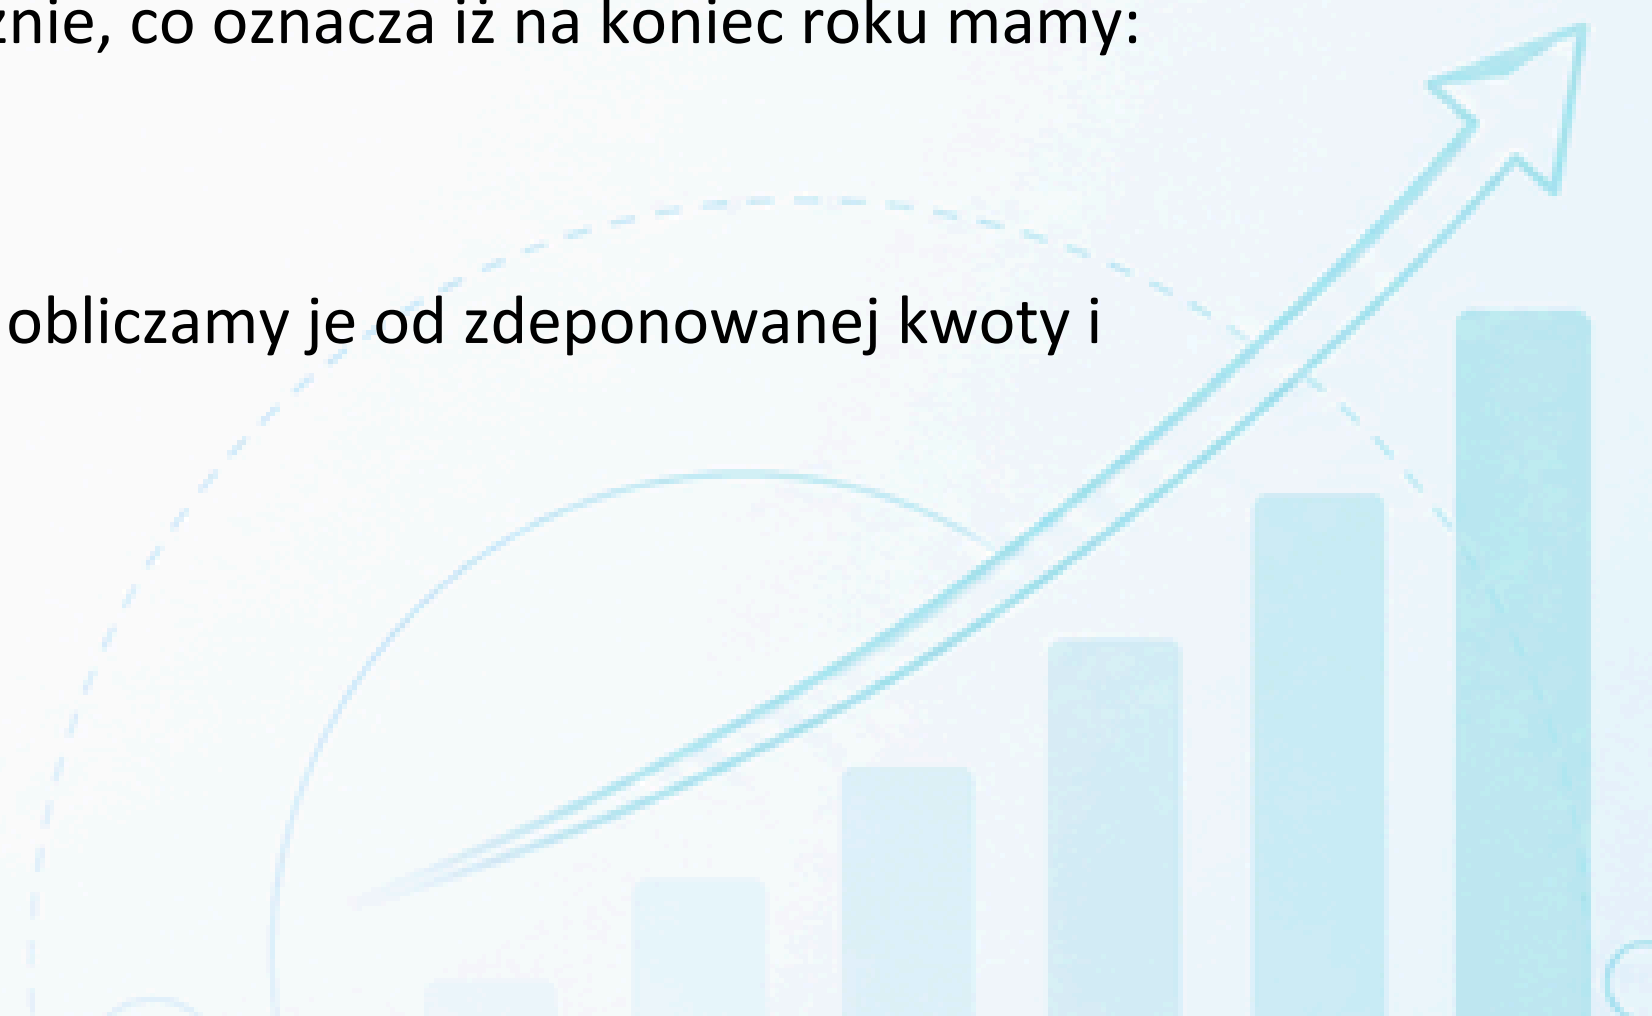 znie, co oznacza iż na koniec roku mamy:
obliczamy je od zdeponowanej kwoty i